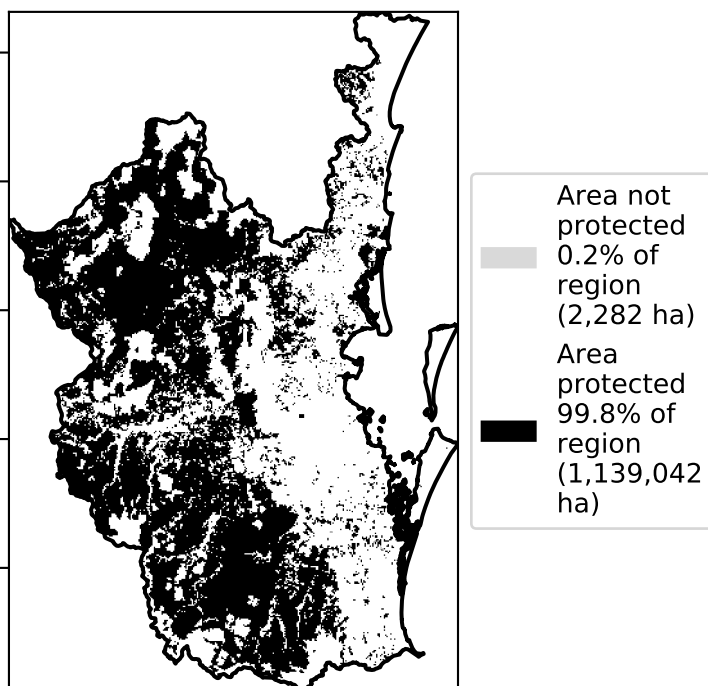 Area not
protected
0.2% of
region
(2,282 ha)
Area
protected
99.8% of
region
(1,139,042
ha)